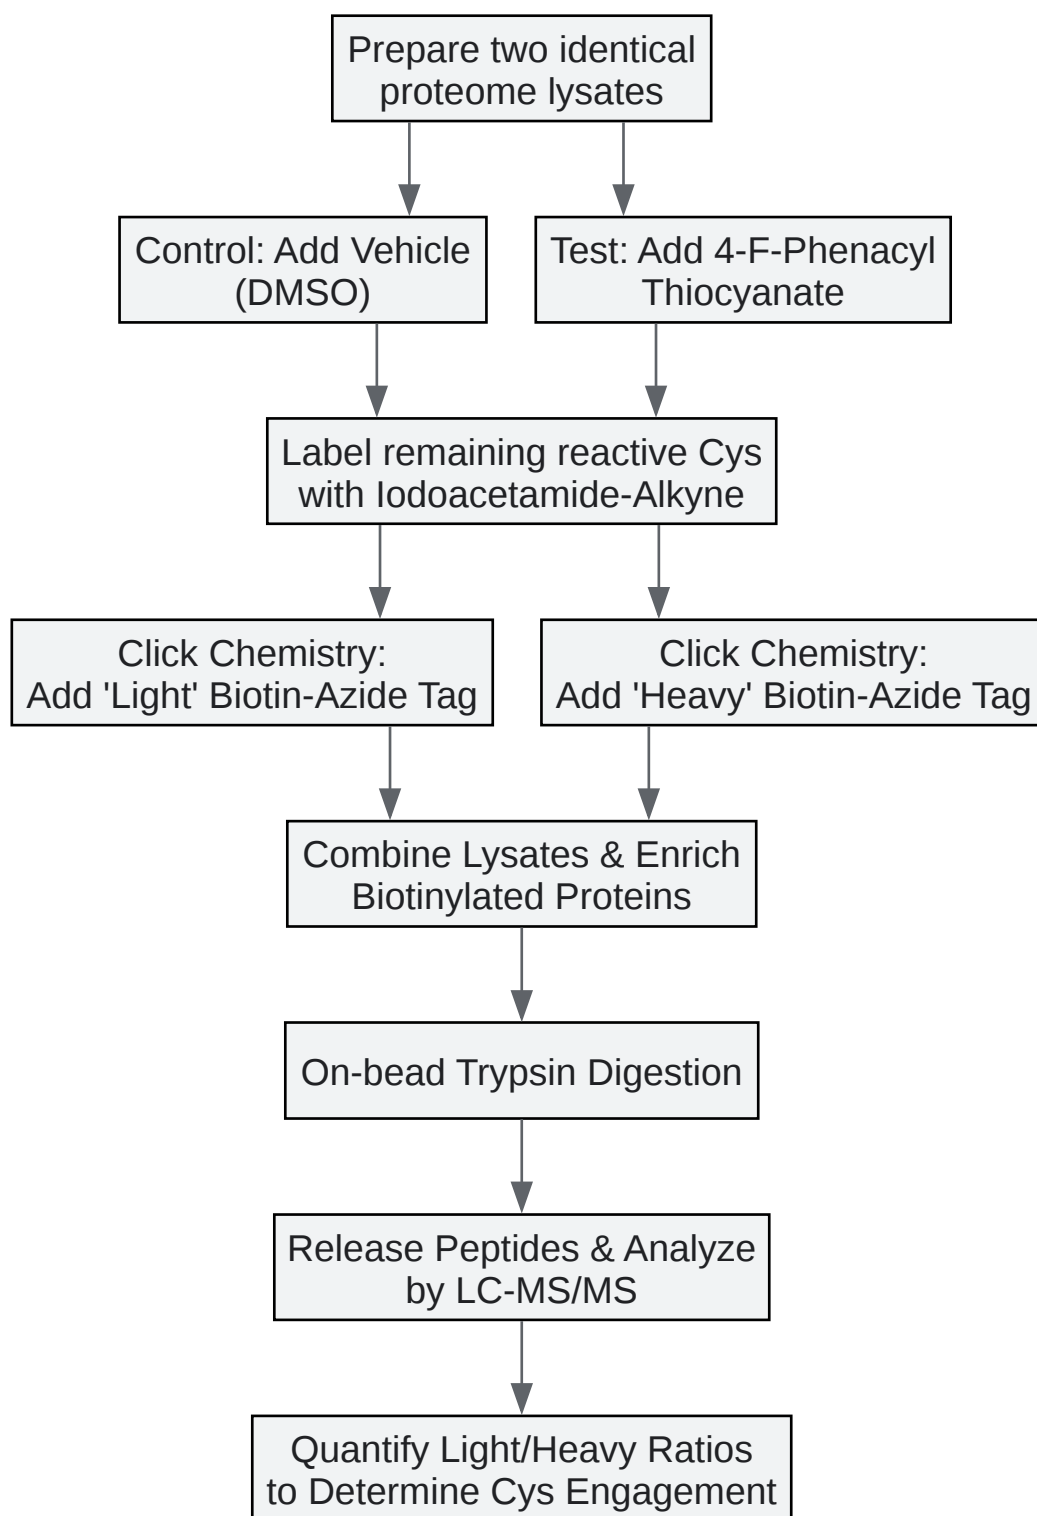 Prepare two identical
proteome lysates
Control: Add Vehicle
(DMSO)
Test: Add 4-F-Phenacyl
Thiocyanate
Label remaining reactive Cys
with Iodoacetamide-Alkyne
Click Chemistry:
Add 'Light' Biotin-Azide Tag
Click Chemistry:
Add 'Heavy' Biotin-Azide Tag
Combine Lysates & Enrich
Biotinylated Proteins
On-bead Trypsin Digestion
Release Peptides & Analyze
by LC-MS/MS
Quantify Light/Heavy Ratios
to Determine Cys Engagement